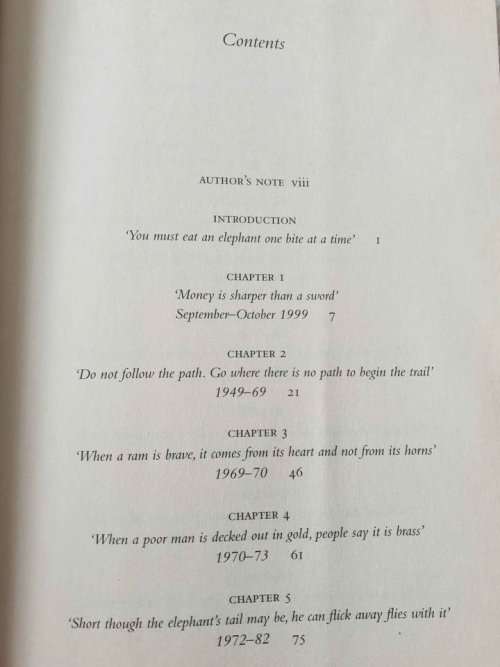 Contents
AUTHOR'S NOTE viii
INTRODUCTION
'You must eat an elephant one bite at a time' 1
CHAPTER 1
'Money is sharper than a sword'
September–October 1999 7
CHAPTER 2
'Do not follow the path. Go where there is no path to begin the trail'
1949–69 21
CHAPTER 3
'When a ram is brave, it comes from its heart and not from its horns'
1969–70 46
CHAPTER 4
'When a poor man is decked out in gold, people say it is brass'
1970–73 61
CHAPTER 5
'Short though the elephant's tail may be, he can flick away flies with it'
1972–82 75